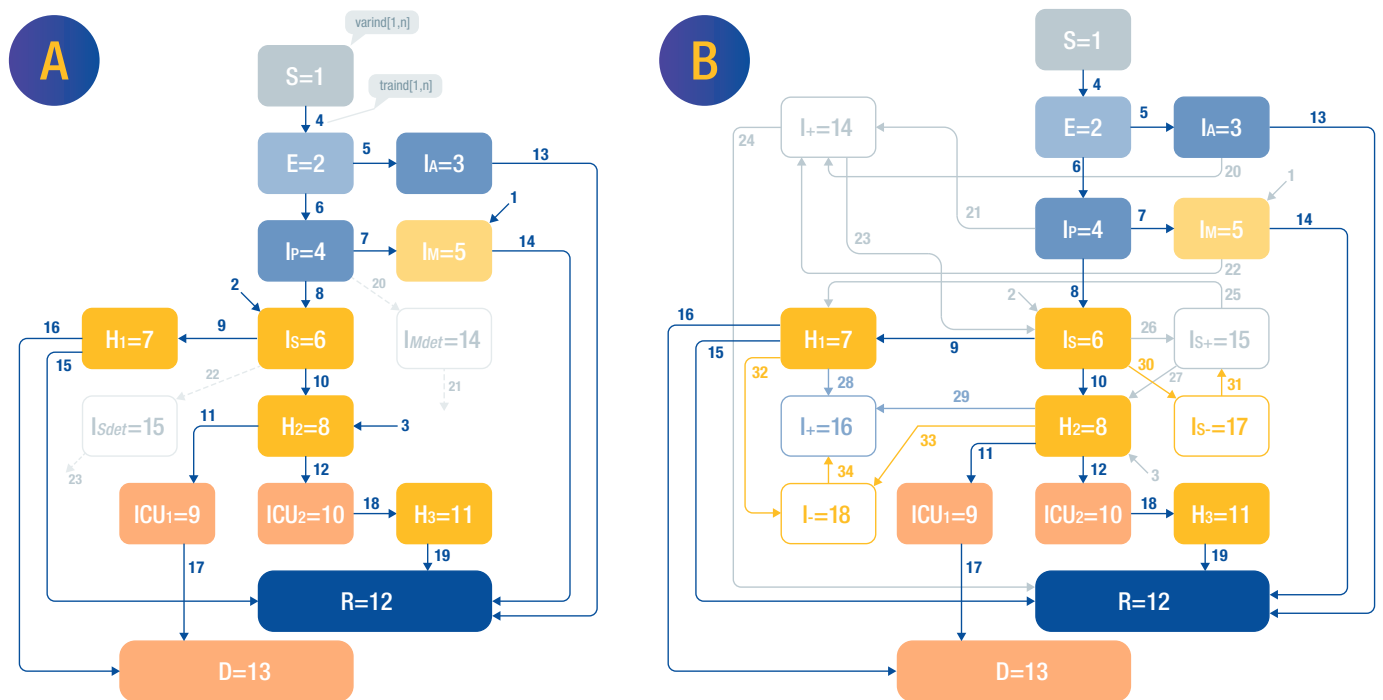 A
varind[1,n]
S=1
traind[1,n]
4
E=2
5
IA=3
13
6
1
IP=4
7
IM=5
14
20
2
8
16
9
H1=7
IS=6
IMdet=14
15
22
10
21
ISdet=15
11
H2=8
3
23
12
ICU1=9
ICU2=10
18
H3=11
17
19
R=12
D=13
B
S=1
4
I+=14
E=2
5
IA=3
13
24
6
20
1
21
IP=4
7
IM=5
14
23
22
8
25
16
2
H1=7
IS=6
26
IS+=15
15
9
32
28
10
30
27
31
I+=16
29
H2=8
IS-=17
33
11
34
12
3
I-=18
ICU1=9
ICU2=10
18
H3=11
17
19
R=12
D=13